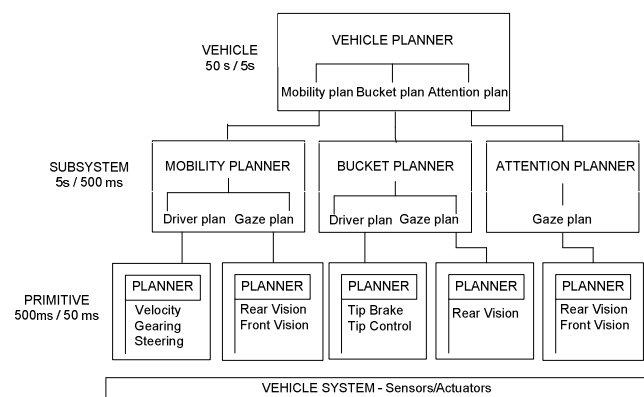 VEHICLE PLANNER
VEHICLE
50 s / 5s
Mobility plan Bucket plan Attention plan
SUBSYSTEM
5s / 500 ms
MOBILITY PLANNER
Driver plan Gaze plan
BUCKET PLANNER
Driver plan Gaze plan
ATTENTION PLANNER
Gaze plan
PRIMITIVE
500ms / 50 ms
PLANNER
Velocity
Gearing
Steering
PLANNER
Rear Vision
Front Vision
PLANNER
Tip Brake
Tip Control
PLANNER
Rear Vision
PLANNER
Rear Vision
Front Vision
VEHICLE SYSTEM - Sensors/Actuators